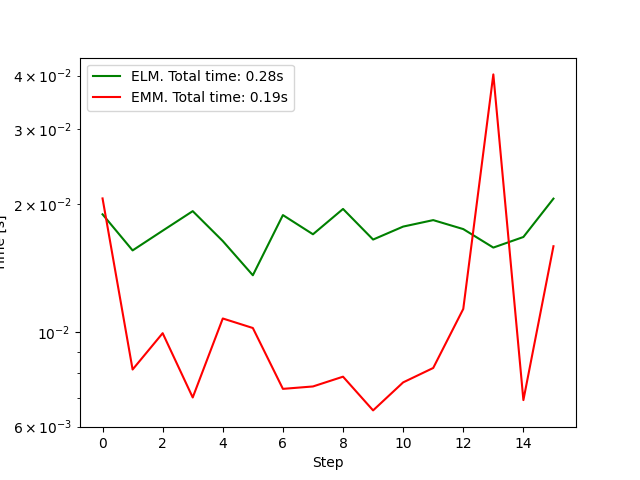 ELM. Total time: 0.28s
EMM. Total time: 0.19s
4 × 10⁻²
3 × 10⁻²
2 × 10⁻²
10⁻²
6 × 10⁻³
Time [s]
0 2 4 6 8 10 12 14
Step